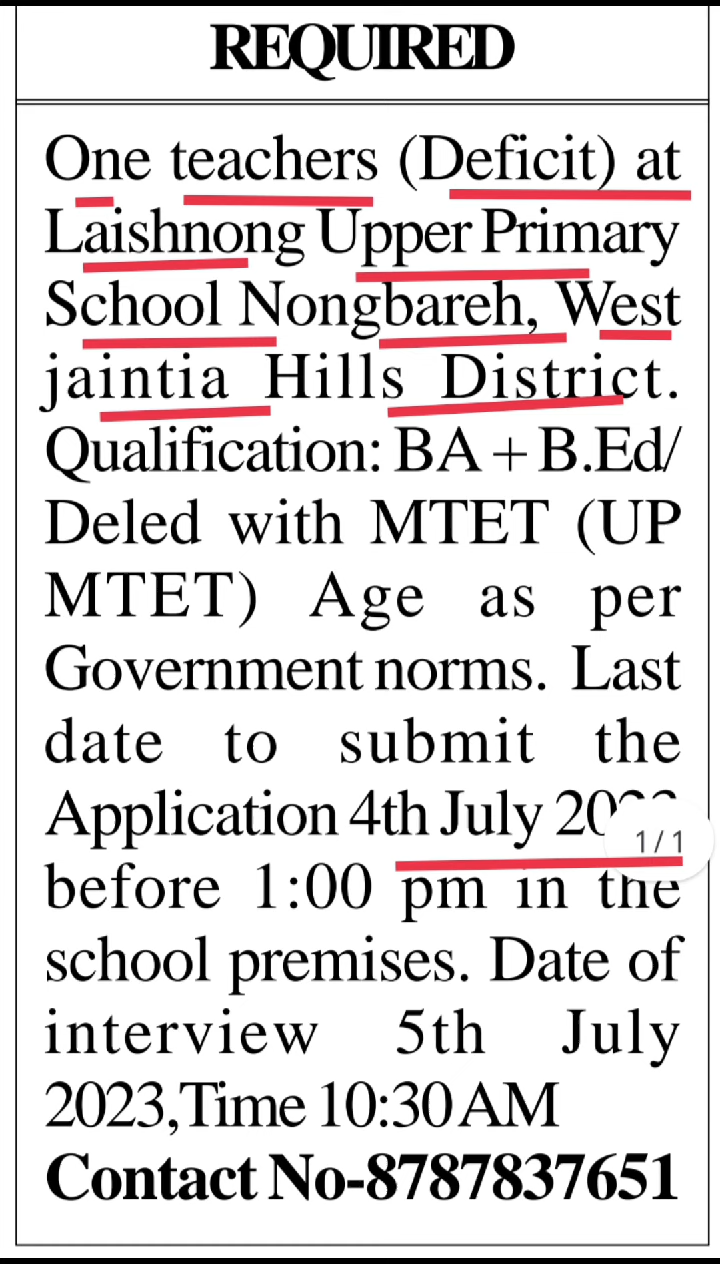 REQUIRED
One teachers (Deficit) at
Laishnong Upper Primary
School Nongbareh, West
jaintia Hills District.
Qualification: BA + B.Ed/
Deled with MTET (UP
MTET) Age as per
Government norms. Last
date to submit the
Application 4th July
1/1
before 1:00 pm in the
school premises. Date of
interview 5th July
2023,Time 10:30 AM
Contact No-8787837651